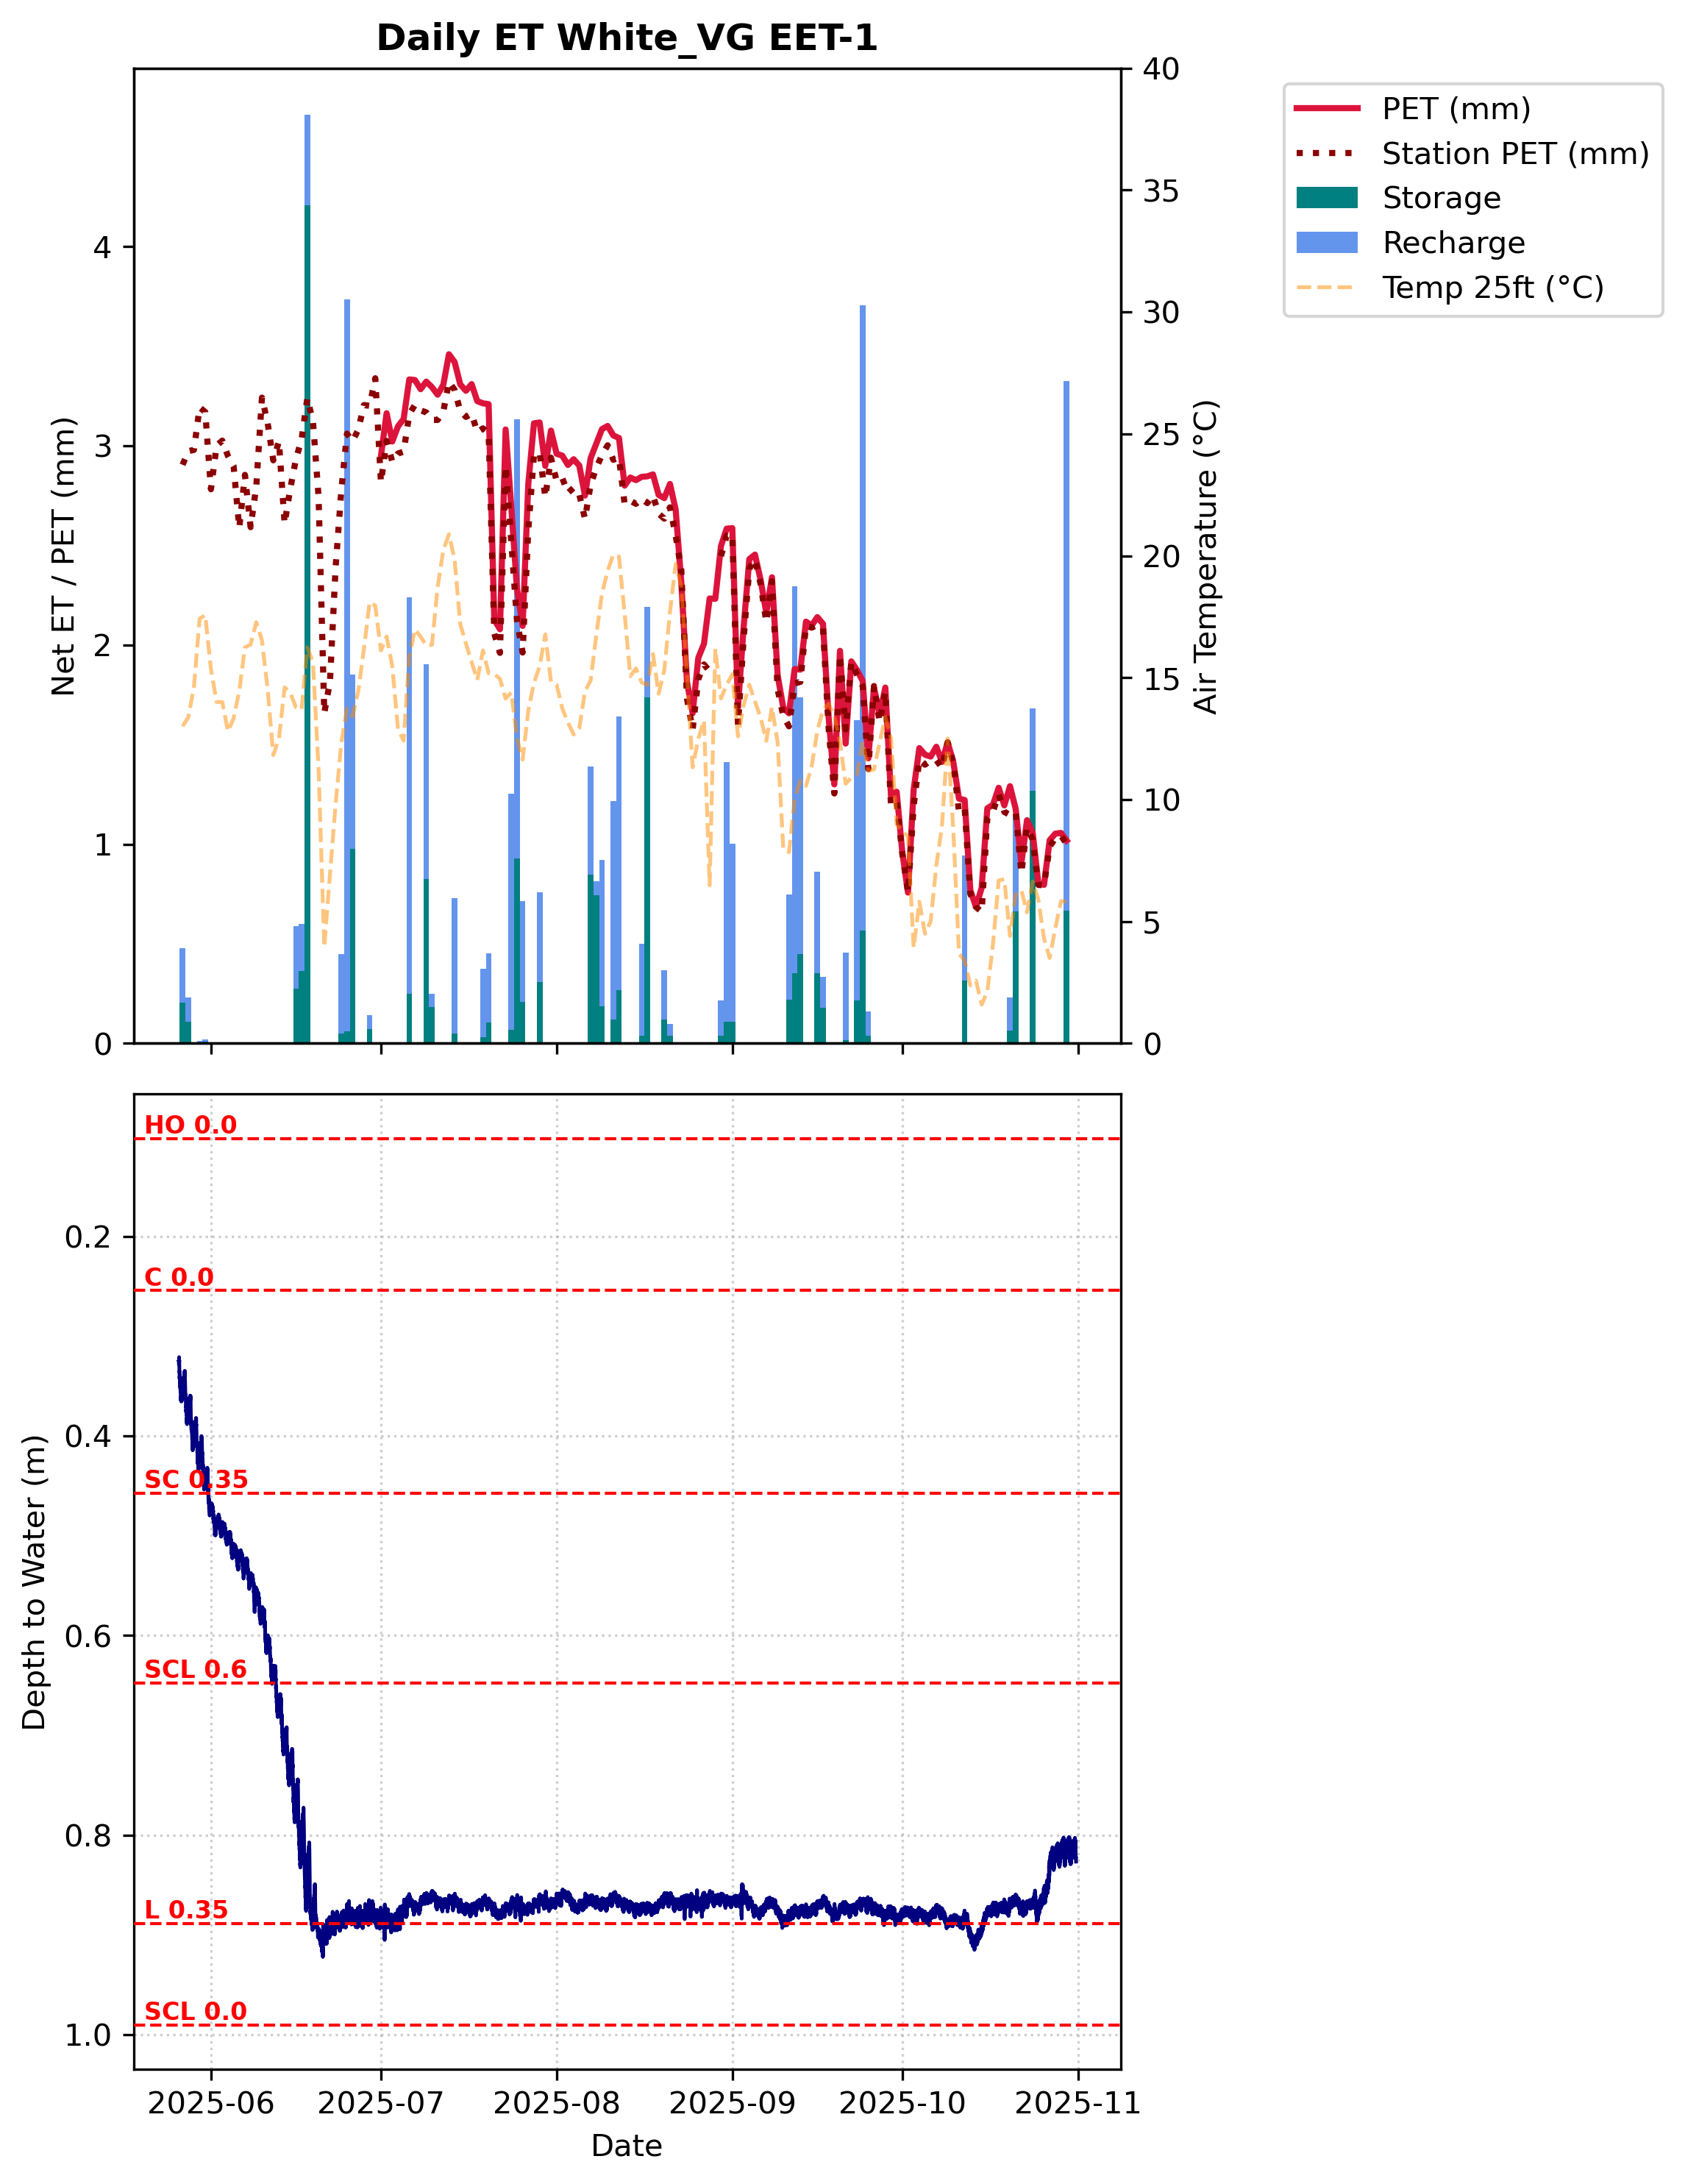 Daily ET White_VG EET-1
Net ET / PET (mm)
4
3
2
1
0
40
35
30
25
20
15
10
5
0
Air Temperature (°C)
PET (mm)
Station PET (mm)
Storage
Recharge
Temp 25ft (°C)
Depth to Water (m)
0.2
0.4
0.6
0.8
1.0
HO 0.0
C 0.0
SC 0.35
SCL 0.6
L 0.35
SCL 0.0
2025-06 2025-07 2025-08 2025-09 2025-10 2025-11
Date